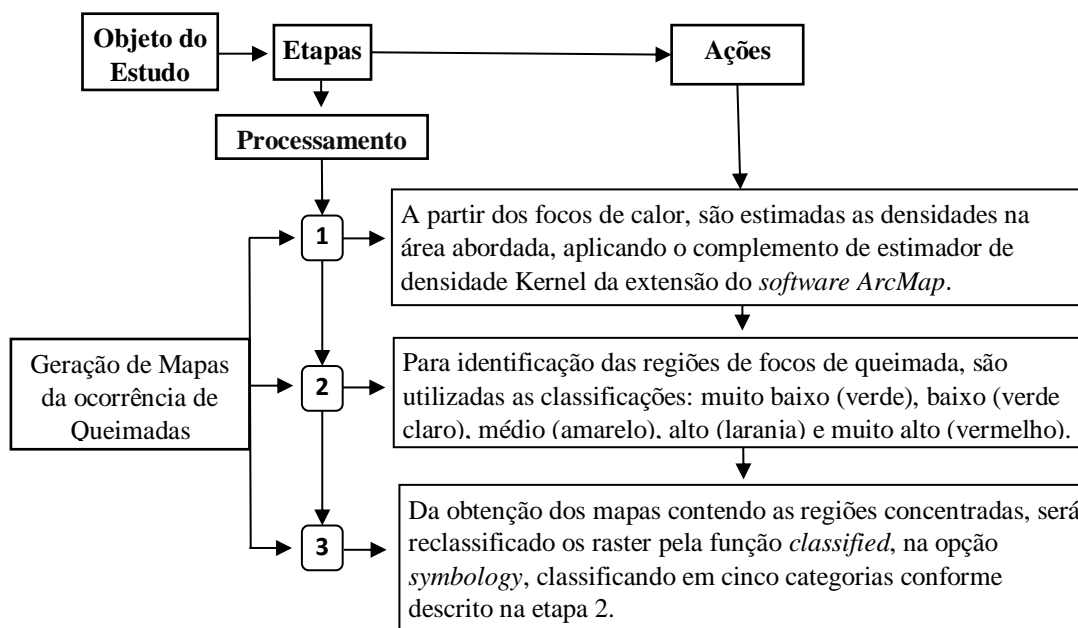 Objeto do
Estudo
Etapas
Ações
Processamento
1
A partir dos focos de calor, são estimadas as densidades na
área abordada, aplicando o complemento de estimador de
densidade Kernel da extensão do software ArcMap.
Geração de Mapas
da ocorrência de
Queimadas
2
Para identificação das regiões de focos de queimada, são
utilizadas as classificações: muito baixo (verde), baixo (verde
claro), médio (amarelo), alto (laranja) e muito alto (vermelho).
3
Da obtenção dos mapas contendo as regiões concentradas, será
reclassificado os raster pela função classified, na opção
symbology, classificando em cinco categorias conforme
descrito na etapa 2.